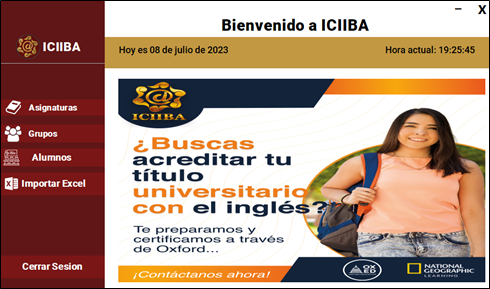 – X
Bienvenido a ICIIBA
ICIIBA
Hoy es 08 de julio de 2023 Hora actual: 19:25:45
Asignaturas
Grupos
Alumnos
Importar Excel
Cerrar Sesion
@
ICIIBA
¿Buscas
acreditar tu
título
universitario
con el inglés?*
Te preparamos y
certificamos a través
de Oxford...
¡Contáctanos ahora!
OX
ED
NATIONAL
GEOGRAPHIC
LEARNING